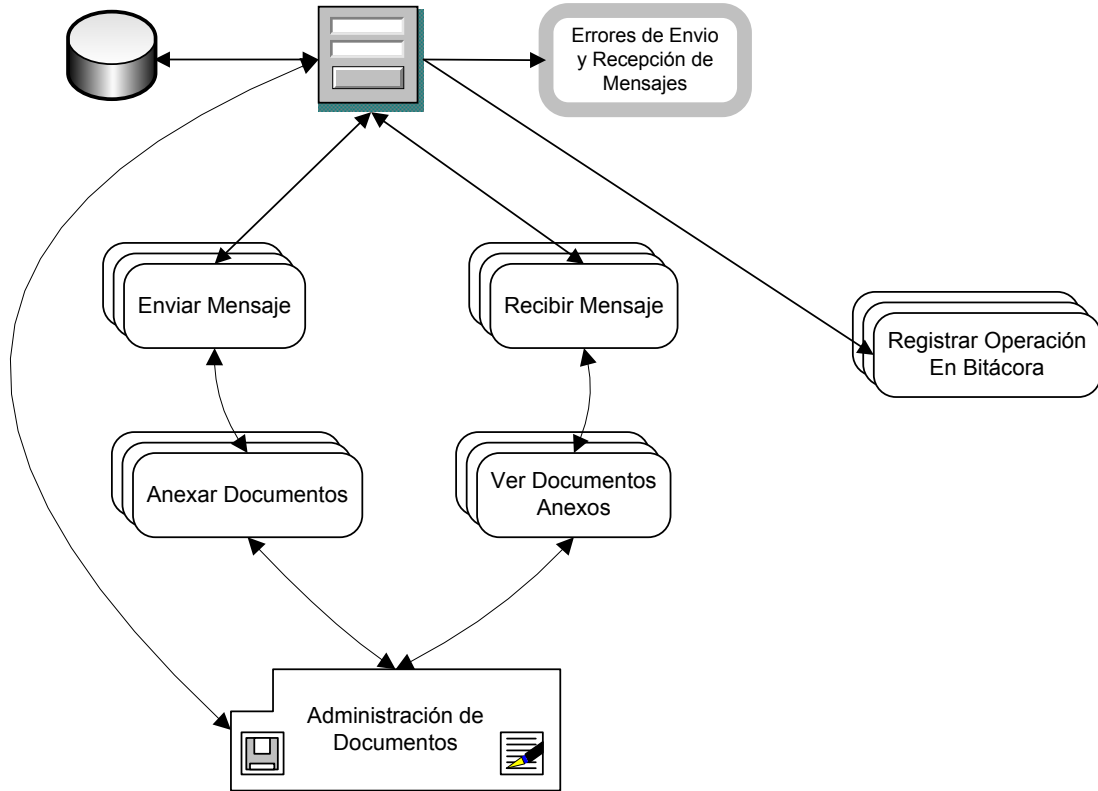 Errores de Envio
y Recepción de
Mensajes
Enviar Mensaje
Recibir Mensaje
Registrar Operación
En Bitácora
Anexar Documentos
Ver Documentos
Anexos
Administración de
Documentos